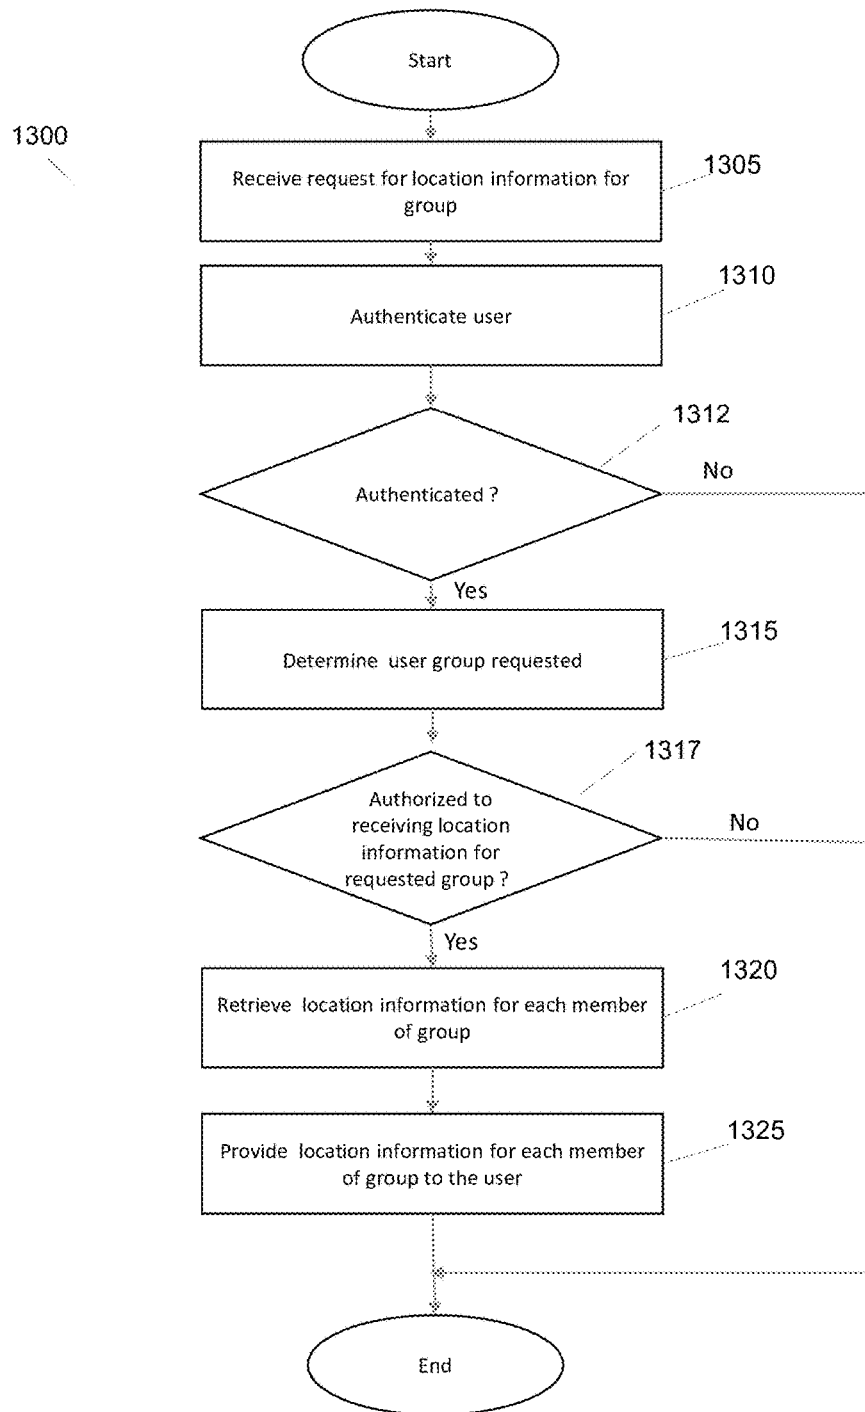 Start
1300
Receive request for location information for
group
1305
Authenticate user
1310
1312
Authenticated ?
No
Yes
Determine  user group requested
1315
1317
Authorized to
receiving location
information for
requested group ?
No
Yes
1320
Retrieve  location information for each member
of group
1325
Provide  location information for each member
of group to the user
End